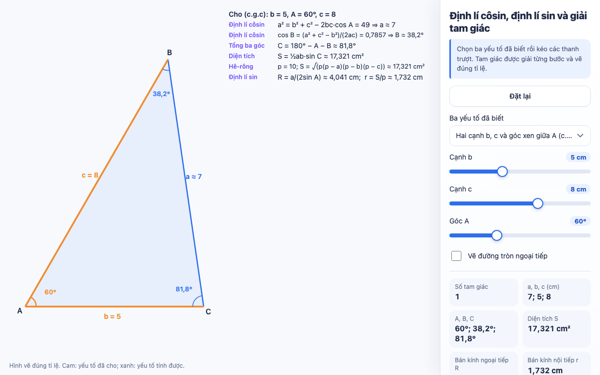 Cho (c.g.c): b = 5, A = 60°, c = 8
Định lí côsin a² = b² + c² − 2bc·cos A = 49 ⇒ a ≈ 7
Định lí côsin cos B = (a² + c² − b²)/(2ac) = 0,7857 ⇒ B ≈ 38,2°
Tổng ba góc C = 180° − A − B ≈ 81,8°
Diện tích S = ½ab·sin C = 17,321 cm²
Hê-rông p = 10; S = √(p(p − a)(p − b)(p − c)) ≈ 17,321 cm²
Định lí sin R = a/(2sin A) ≈ 4,041 cm; r = S/p ≈ 1,732 cm
B
38,2°
c = 8
a ≈ 7
60°
81,8°
A
C
b = 5
Hình vẽ đúng tỉ lệ. Cam: yếu tố đã cho; xanh: yếu tố tính được.
Định lí côsin, định lí sin và giải
tam giác
Chọn ba yếu tố đã biết rồi kéo các thanh
trượt. Tam giác được giải từng bước và vẽ
đúng tỉ lệ.
Đặt lại
Ba yếu tố đã biết
Hai cạnh b, c và góc xen giữa A (c....
Cạnh b 5 cm
Cạnh c 8 cm
Góc A 60°
Vẽ đường tròn ngoại tiếp
Số tam giác
1
a, b, c (cm)
7; 5; 8
A, B, C
60°; 38,2°;
81,8°
Diện tích S
17,321 cm²
Bán kính ngoại tiếp
R
Bán kính nội tiếp r
1,732 cm